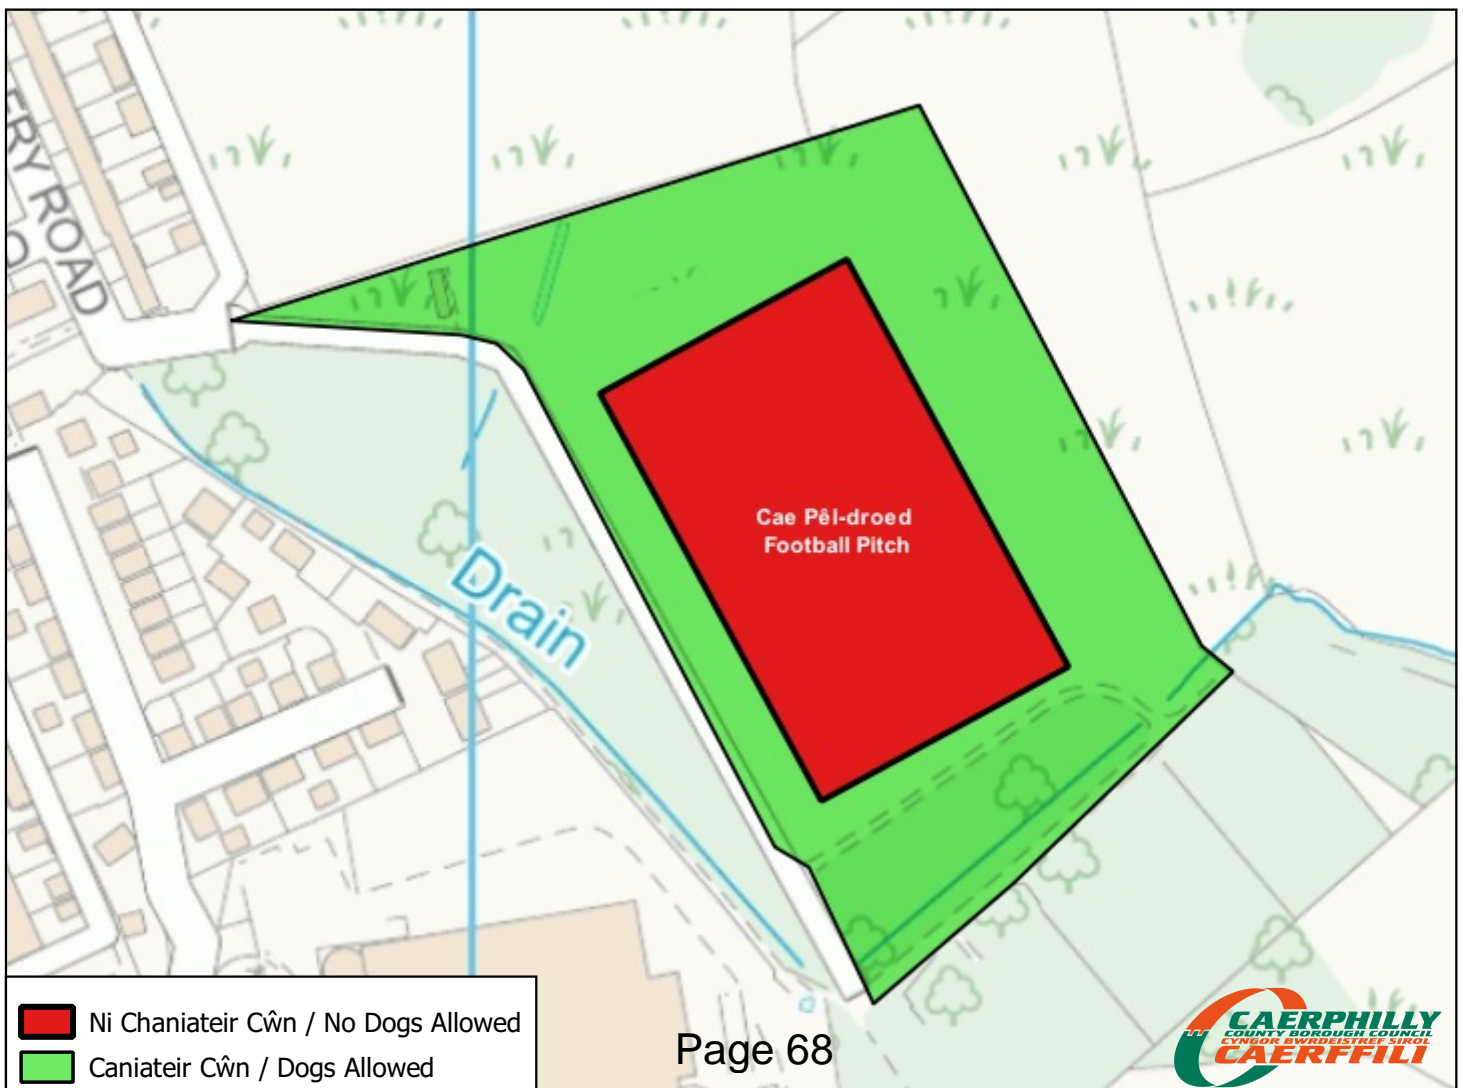 ERY ROAD
Drain
Cae Pêl-droed
Football Pitch
Ni Chaniateir Cŵn / No Dogs Allowed
Caniateir Cŵn / Dogs Allowed
Page 68
CAERPHILLY
COUNTY BOROUGH COUNCIL
CYNGOR BWRDEISTREF SIROL
CAERFFILI